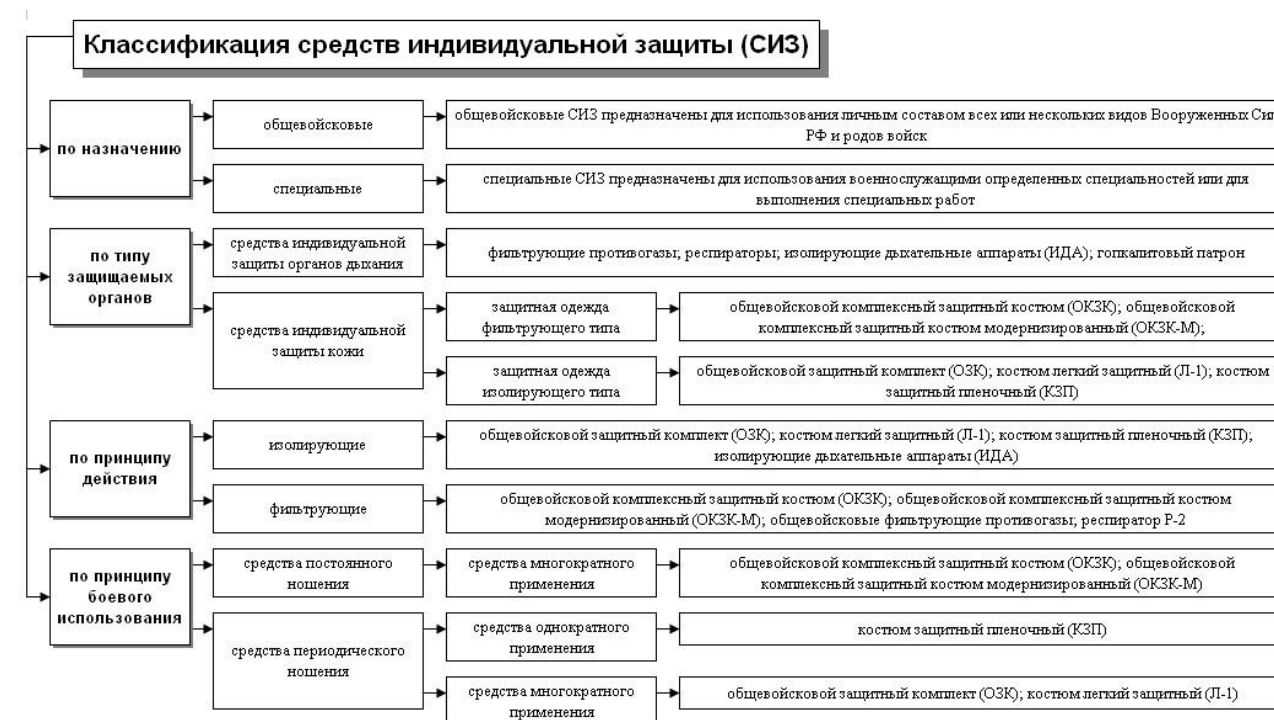 Классификация средств индивидуальной защиты (СИЗ)
по назначению
общевойсковые
общевойсковые СИЗ предназначены для использования личным составом всех или нескольких видов Вооруженных Сил
РФ и родов войск
специальные
специальные СИЗ предназначены для использования военнослужащими определенных специальностей или для
выполнения специальных работ
по типу
защищаемых
органов
средства индивидуальной
защиты органов дыхания
фильтрующие противогазы; респираторы; изолирующие дыхательные аппараты (ИДА); гопкалитовый патрон
средства индивидуальной
защиты кожи
защитная одежда
фильтрующего типа
общевойсковой комплексный защитный костюм (ОКЗК); общевойсковой
комплексный защитный костюм модернизированный (ОКЗК-М);
защитная одежда
изолирующего типа
общевойсковой защитный комплект (ОЗК); костюм легкий защитный (Л-1); костюм
защитный пленочный (КЗП)
по принципу
действия
изолирующие
общевойсковой защитный комплект (ОЗК); костюм легкий защитный (Л-1); костюм защитный пленочный (КЗП);
изолирующие дыхательные аппараты (ИДА)
фильтрующие
общевойсковой комплексный защитный костюм (ОКЗК); общевойсковой комплексный защитный костюм
модернизированный (ОКЗК-М); общевойсковые фильтрующие противогазы; респиратор Р-2
по принципу
боевого
использования
средства постоянного
ношения
средства многократного
применения
общевойсковой комплексный защитный костюм (ОКЗК); общевойсковой
комплексный защитный костюм модернизированный (ОКЗК-М)
средства периодического
ношения
средства однократного
применения
костюм защитный пленочный (КЗП)
средства многократного
применения
общевойсковой защитный комплект (ОЗК); костюм легкий защитный (Л-1)